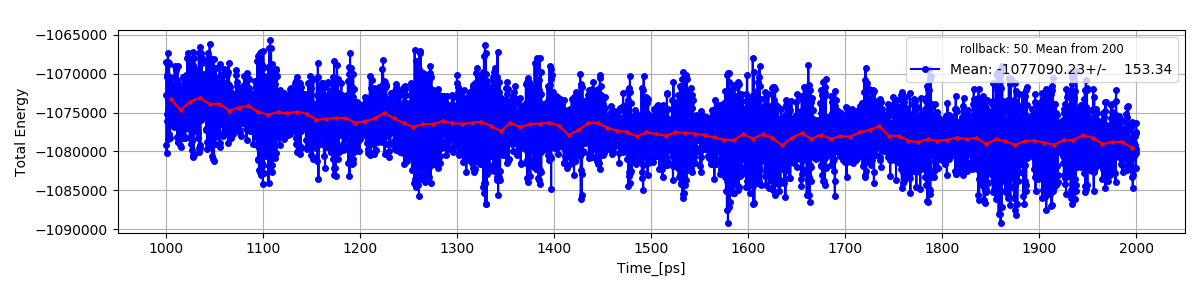 Total Energy
−1065000
−1070000
−1075000
−1080000
−1085000
−1090000
rollback: 50. Mean from 200
Mean: -1077090.23+/- 153.34
1000 1100 1200 1300 1400 1500 1600 1700 1800 1900 2000
Time_[ps]